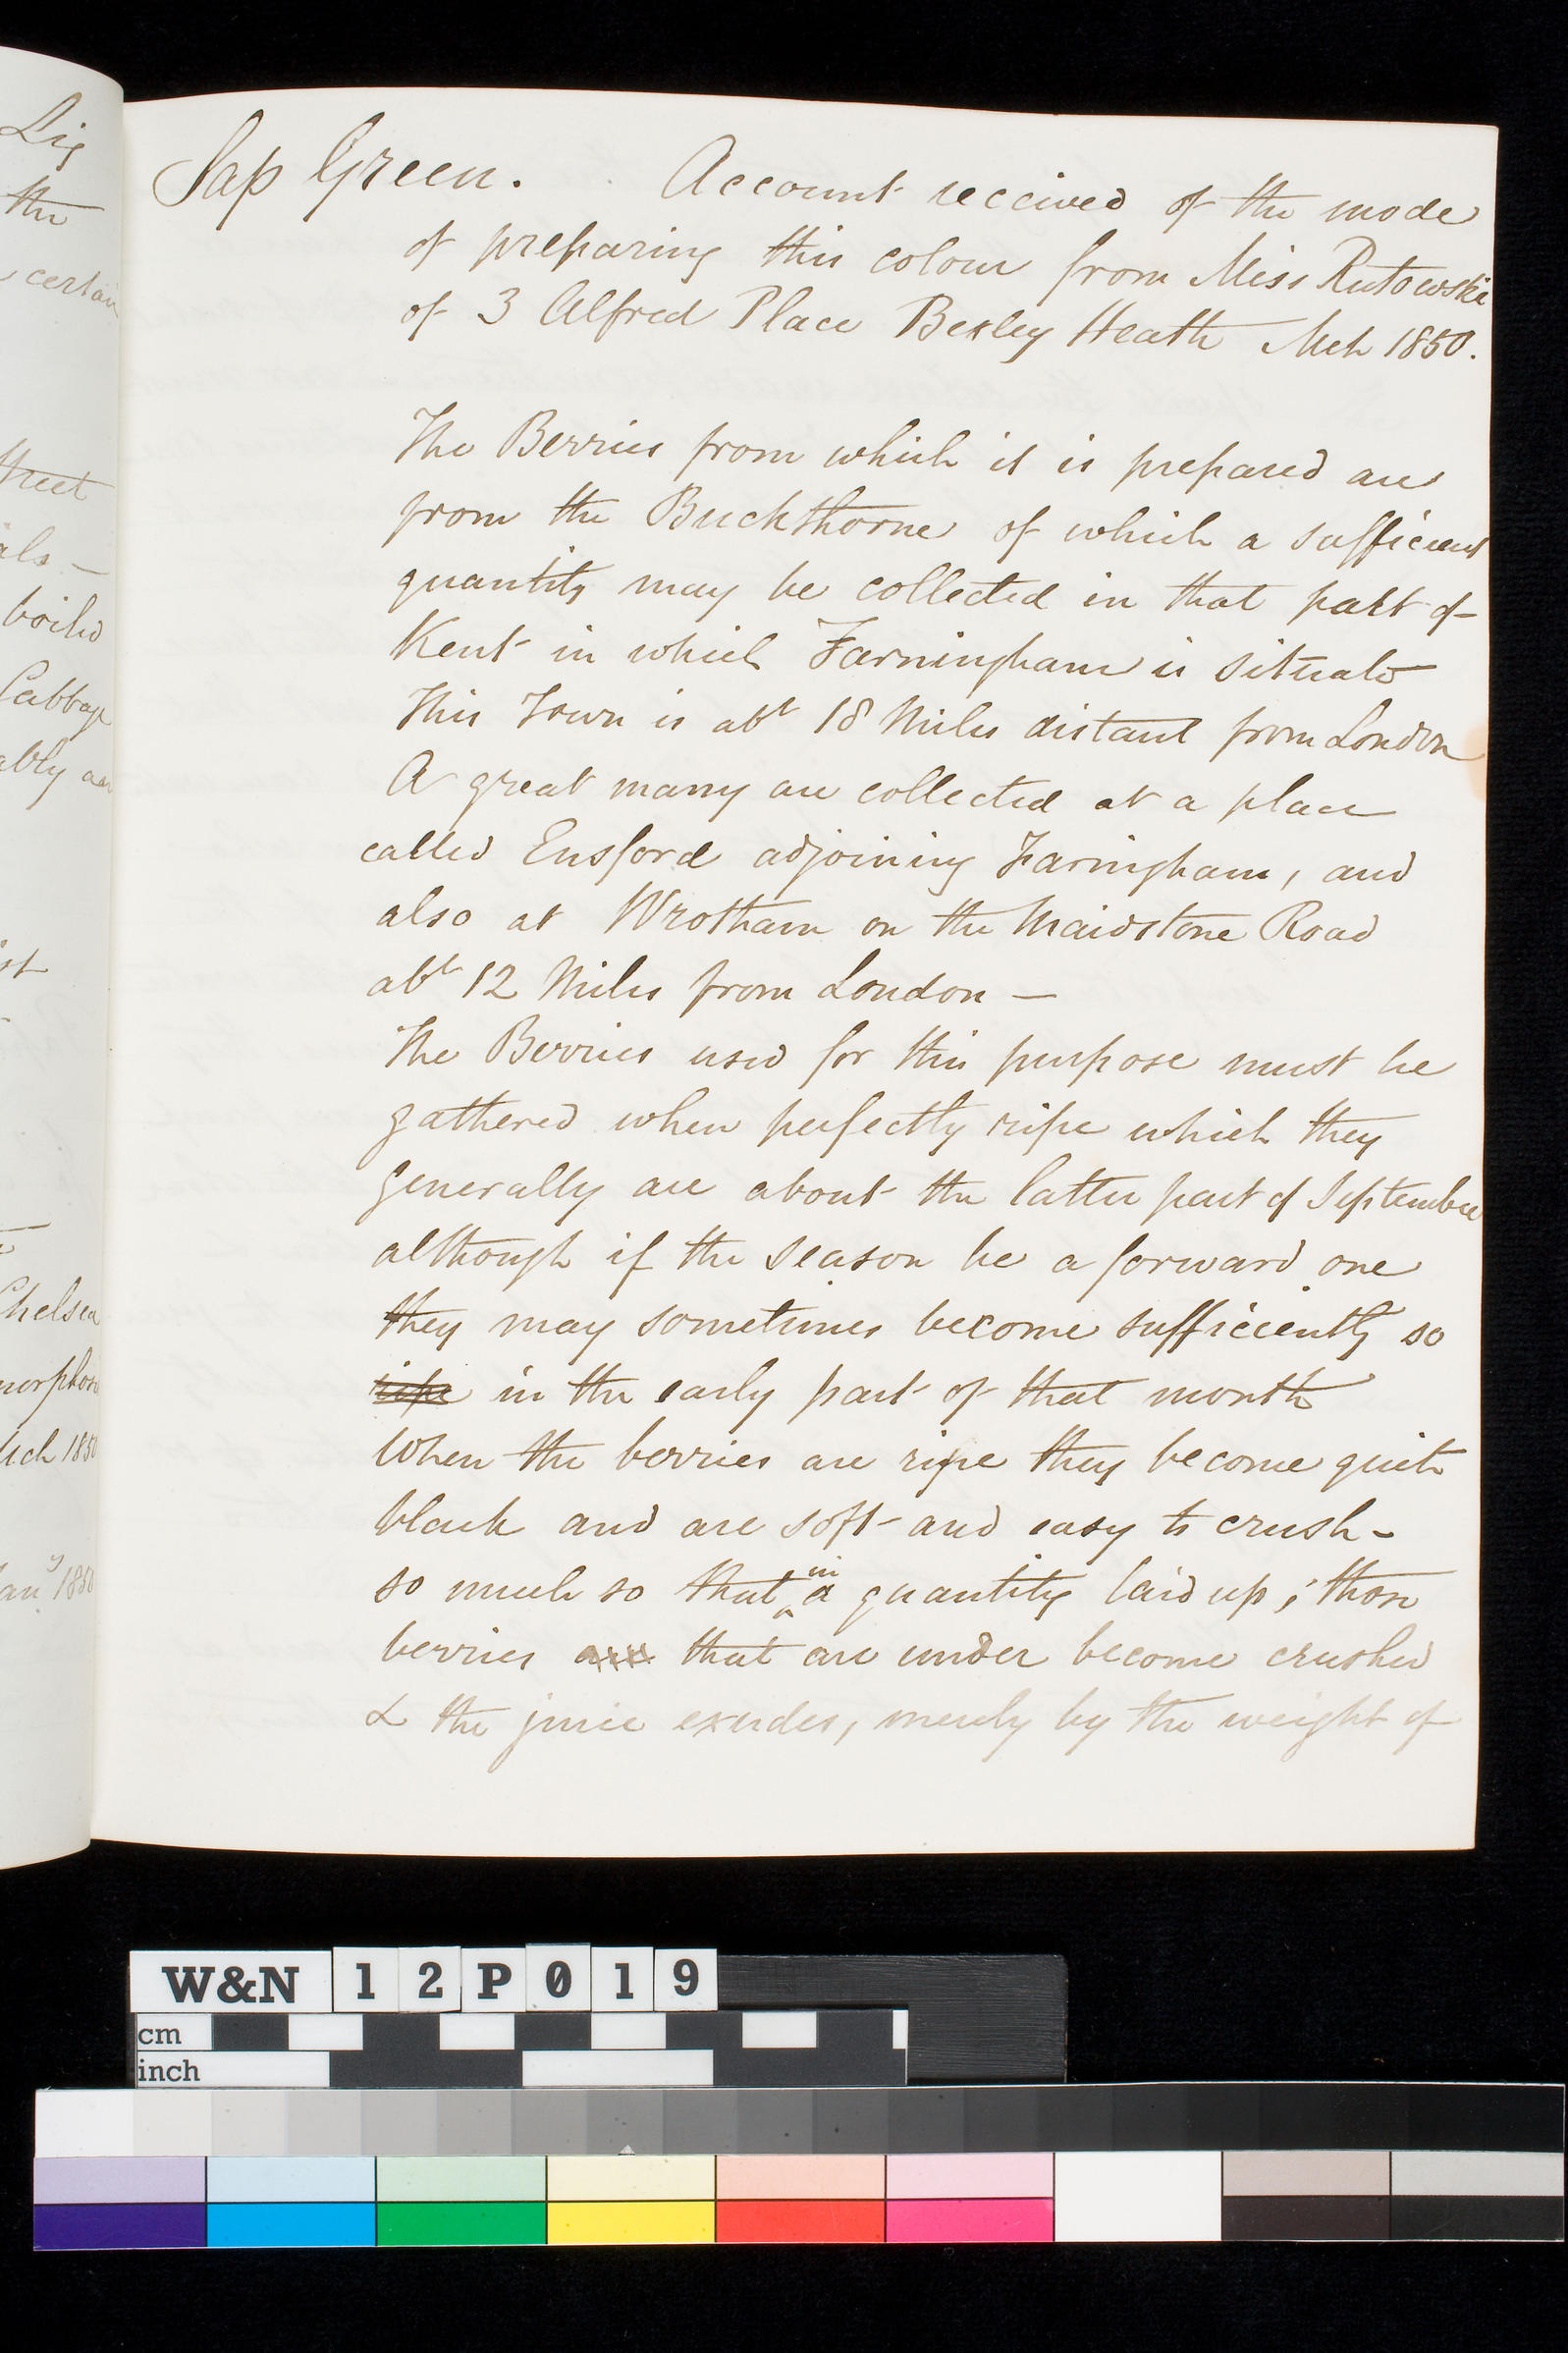 Lig
the
certain
Street
als —
boiled
Cabbage
ably as
ist
Chelsea
morphosi
Mch 1850
Jany 1850
Sap Green. Account received of the mode
of preparing this colour from Miss Rutowski
of 3 Alfred Place Bexley Heath Mch 1850.
The Berries from which it is prepared are
from the Buckthorne of which a sufficient
quantity may be collected in that part of
Kent in which Farningham is situate
This Town is abt 18 Miles distant from London
A great many are collected at a place
called Ensford adjoining Faringham, and
also at Wrotham on the Maidstone Road
abt 12 Miles from London —
The Berries used for this purpose must be
gathered when perfectly ripe which they
generally are about the latter part of September
although if the season be a forward one
they may sometimes become sufficiently so
ripe in the early part of that month
When the berries are ripe they become quite
black and are soft and easy to crush -
so much so that in a quantity laid up; those
berries are that are under become crushed
& the juice exudes, merely by the weight of
W&N 12P019
cm
inch